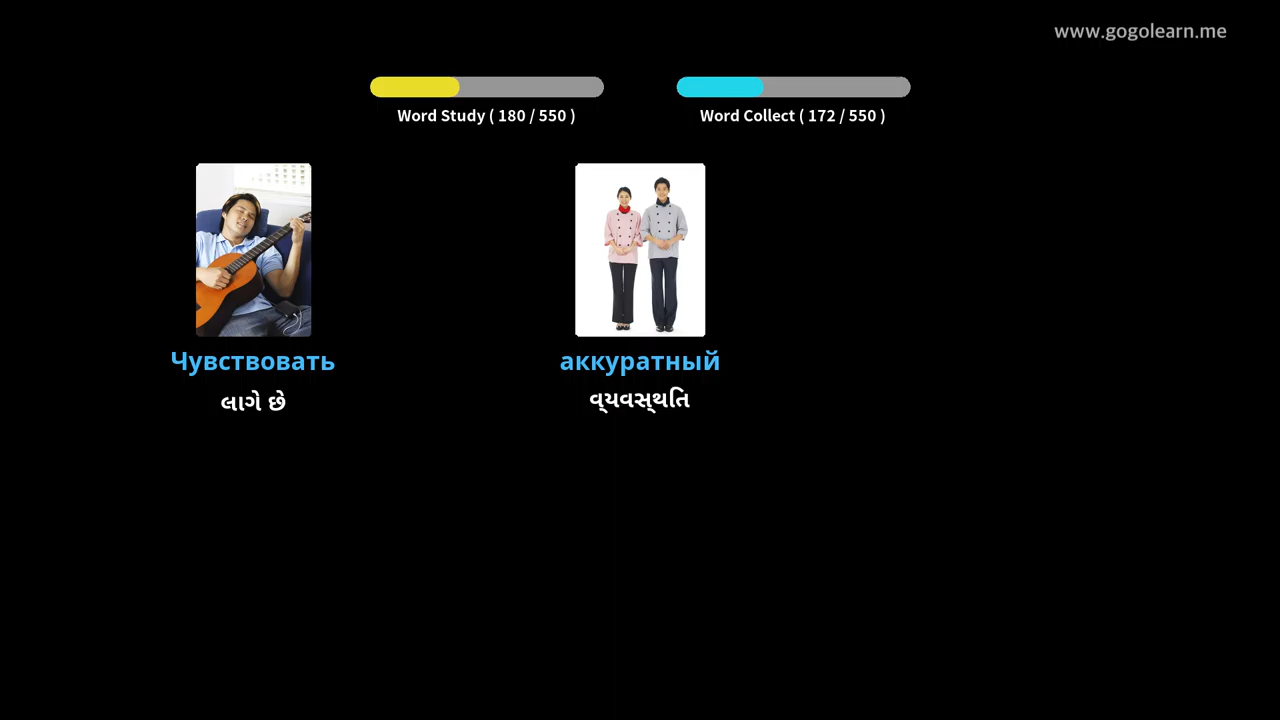 www.gogolearn.me
Word Study ( 180 / 550 )
Word Collect ( 172 / 550 )
Чувствовать
аккуратный
લાગે છે
વ્યવસ્થિત